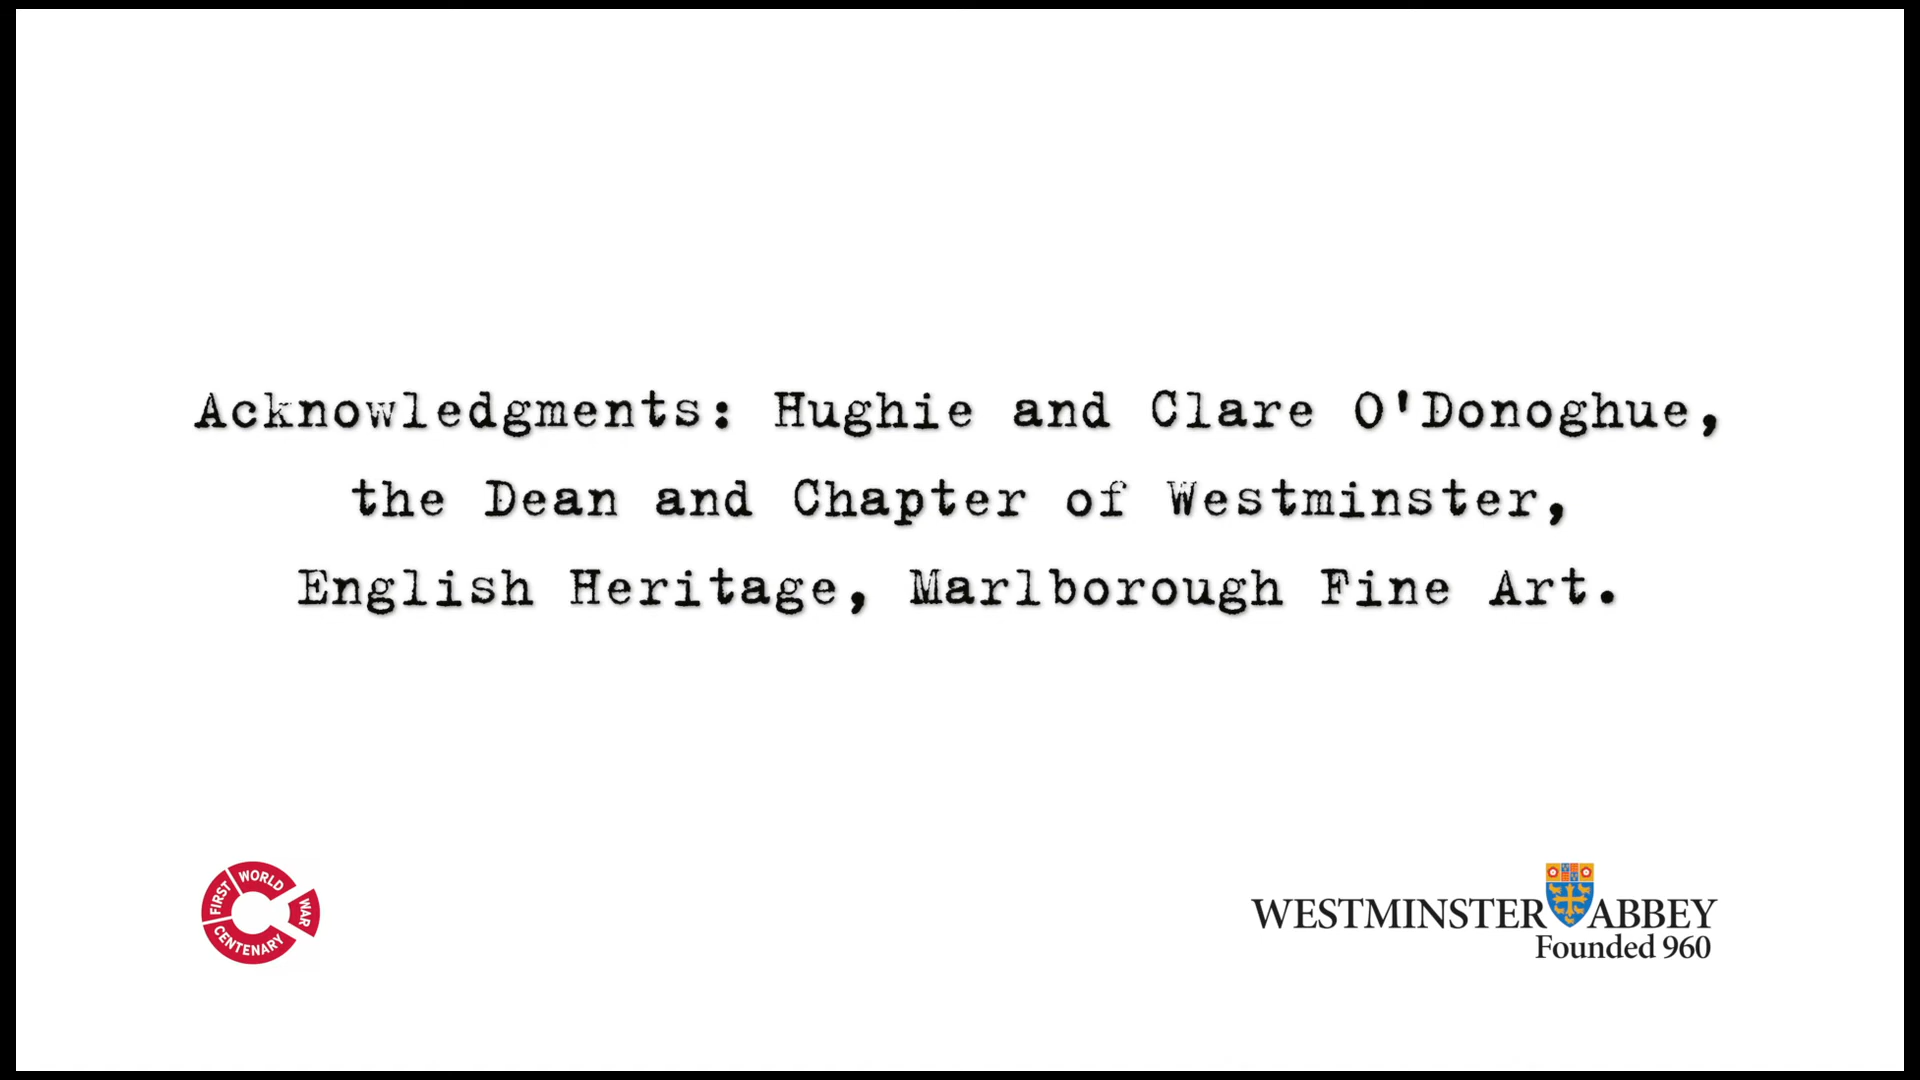 Acknowledgments: Hughie and Clare O'Donoghue,
the Dean and Chapter of Westminster,
English Heritage, Marlborough Fine Art.
FIRST WORLD WAR CENTENARY
WESTMINSTER ABBEY
Founded 960